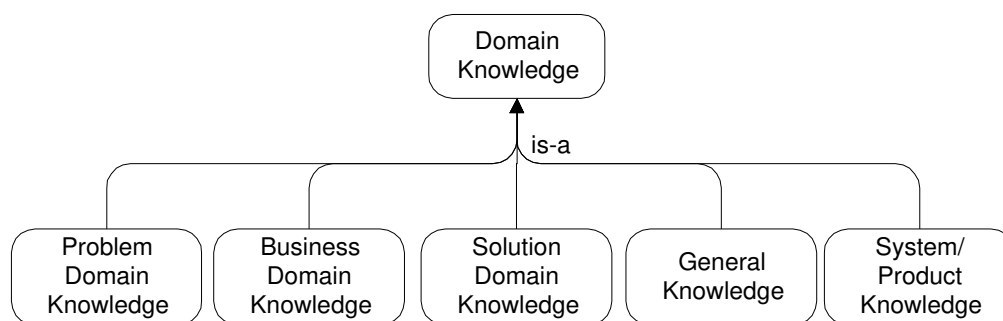 Domain
Knowledge
is-a
Problem
Domain
Knowledge
Business
Domain
Knowledge
Solution
Domain
Knowledge
General
Knowledge
System/
Product
Knowledge